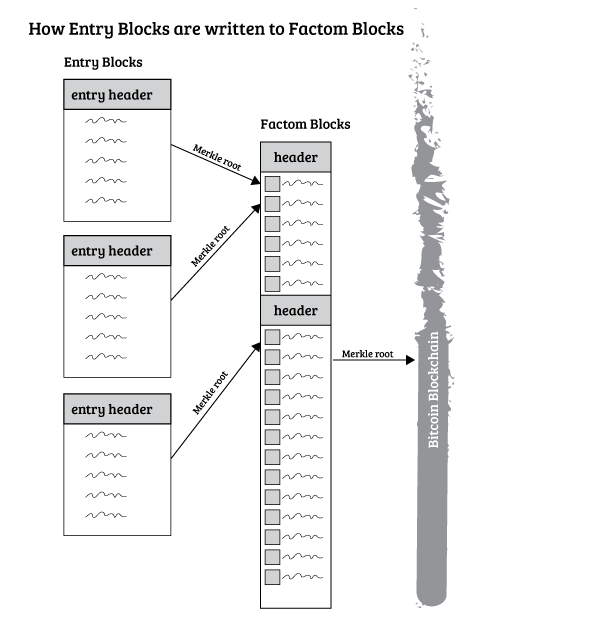 How Entry Blocks are written to Factom Blocks
Entry Blocks
entry header
Factom Blocks
Merkle root
header
entry header
Merkle root
header
Merkle root
Merkle root
Bitcoin Blockchain
entry header